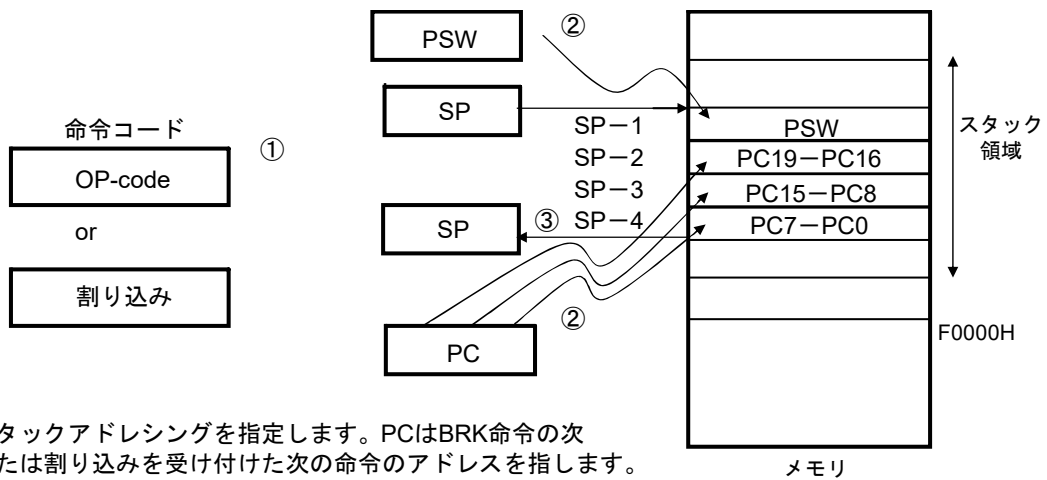 ②
PSW
SP
命令コード
①
OP-code
or
割り込み
SP－1
SP－2
SP－3
SP－4
③
SP
②
PC
PSW
PC19－PC16
PC15－PC8
PC7－PC0
スタック
領域
F0000H
メモリ
タックアドレシングを指定します。PCはBRK命令の次
たは割り込みを受け付けた次の命令のアドレスを指します。